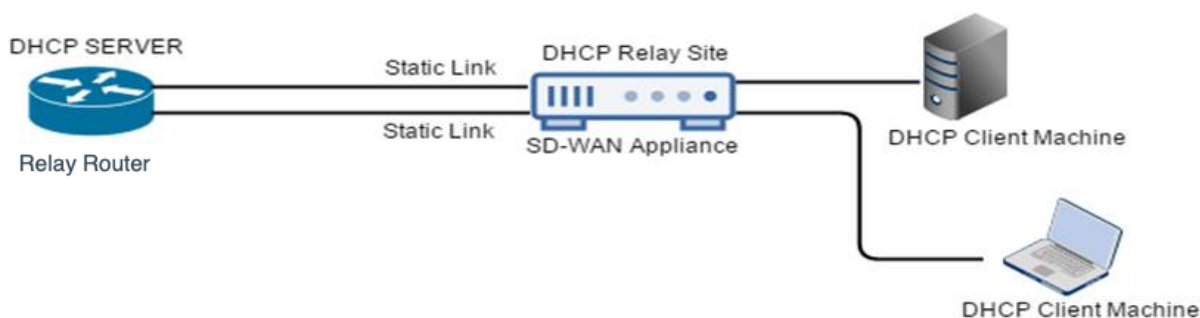 DHCP SERVER
Relay Router
Static Link
Static Link
DHCP Relay Site
SD-WAN Appliance
DHCP Client Machine
DHCP Client Machine